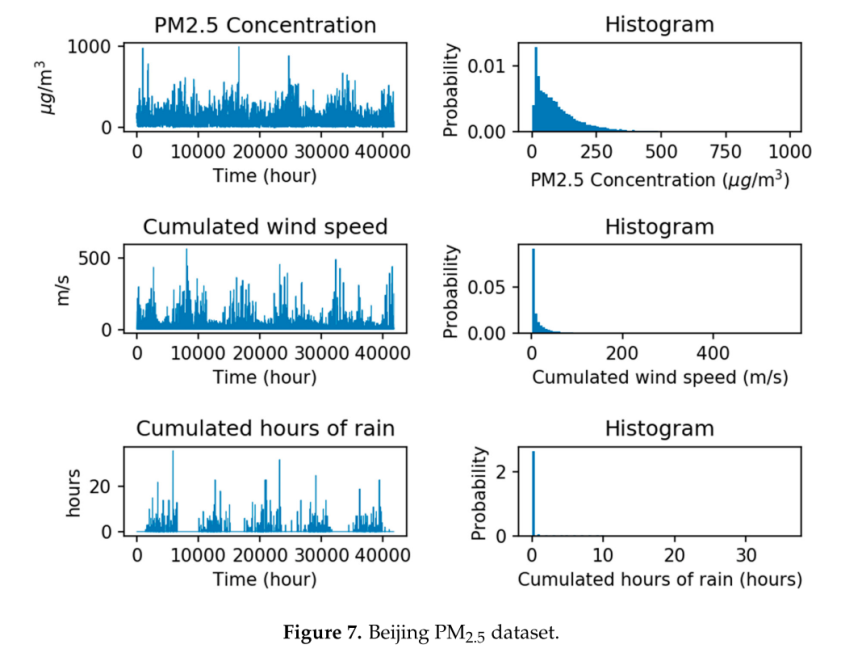 PM2.5 Concentration
1000
0
μg/m³
0 10000 20000 30000 40000
Time (hour)
Histogram
0.01
0.00
Probability
0 250 500 750 1000
PM2.5 Concentration (μg/m³)
Cumulated wind speed
500
0
m/s
0 10000 20000 30000 40000
Time (hour)
Histogram
0.05
0.00
Probability
0 200 400
Cumulated wind speed (m/s)
Cumulated hours of rain
20
0
hours
0 10000 20000 30000 40000
Time (hour)
Histogram
2
0
Probability
0 10 20 30
Cumulated hours of rain (hours)
Figure 7. Beijing PM₂.₅ dataset.